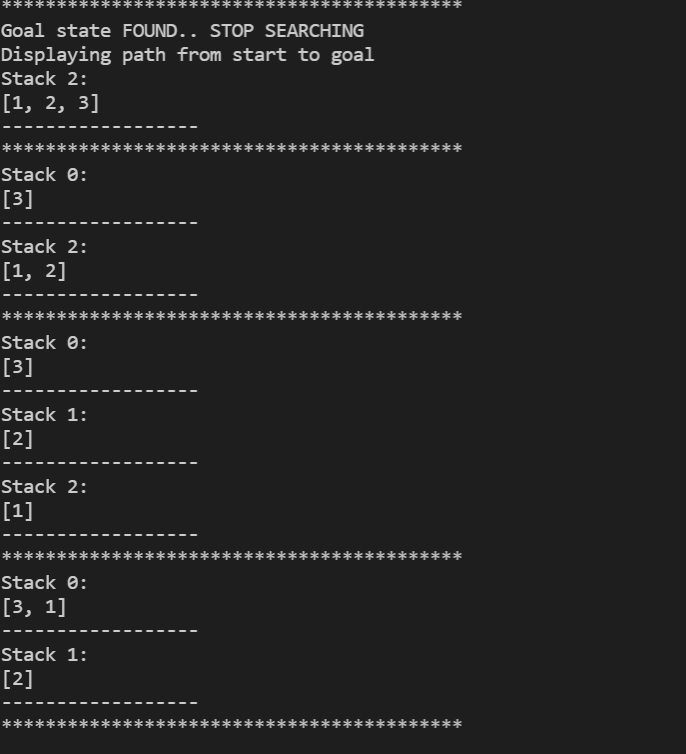 ******************************************
Goal state FOUND.. STOP SEARCHING
Displaying path from start to goal
Stack 2:
[1, 2, 3]
------------------
******************************************
Stack 0:
[3]
------------------
Stack 2:
[1, 2]
------------------
******************************************
Stack 0:
[3]
------------------
Stack 1:
[2]
------------------
Stack 2:
[1]
------------------
******************************************
Stack 0:
[3, 1]
------------------
Stack 1:
[2]
------------------
******************************************